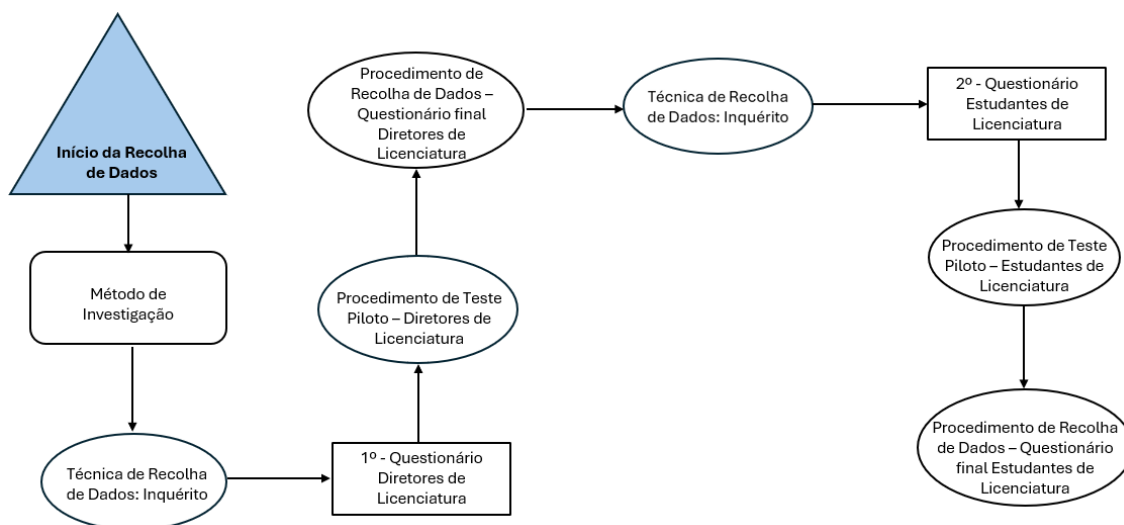 Início da Recolha
de Dados
Método de
Investigação
Técnica de Recolha
de Dados: Inquérito
1º - Questionário
Diretores de
Licenciatura
Procedimento de Teste
Piloto – Diretores de
Licenciatura
Procedimento de
Recolha de Dados –
Questionário final
Diretores de
Licenciatura
Técnica de Recolha
de Dados: Inquérito
2º - Questionário
Estudantes de
Licenciatura
Procedimento de Teste
Piloto – Estudantes de
Licenciatura
Procedimento de Recolha
de Dados – Questionário
final Estudantes de
Licenciatura